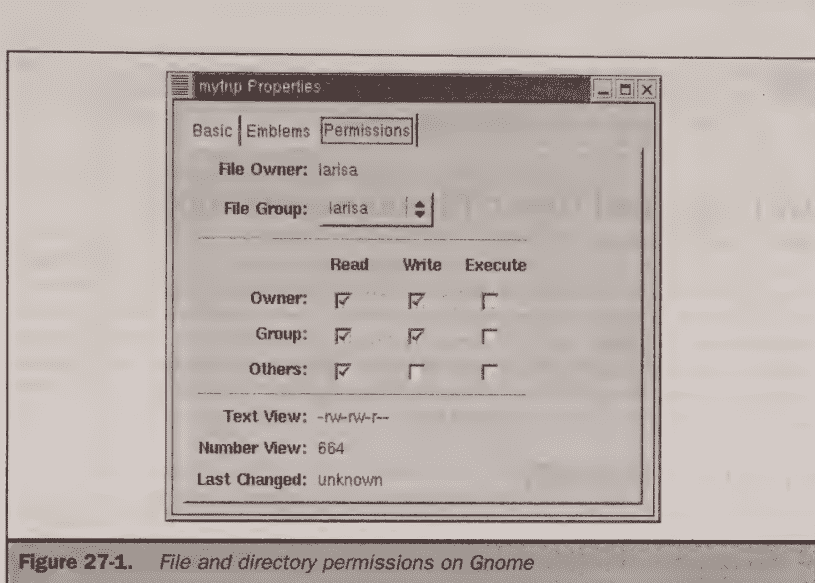 mytrip Properties
Basic Emblems Permissions
File Owner: larisa
File Group: larisa
Read Write Execute
Owner:
Group:
Others:
Text View: -rw-rw-r--
Number View: 664
Last Changed: unknown
Figure 27-1. File and directory permissions on Gnome